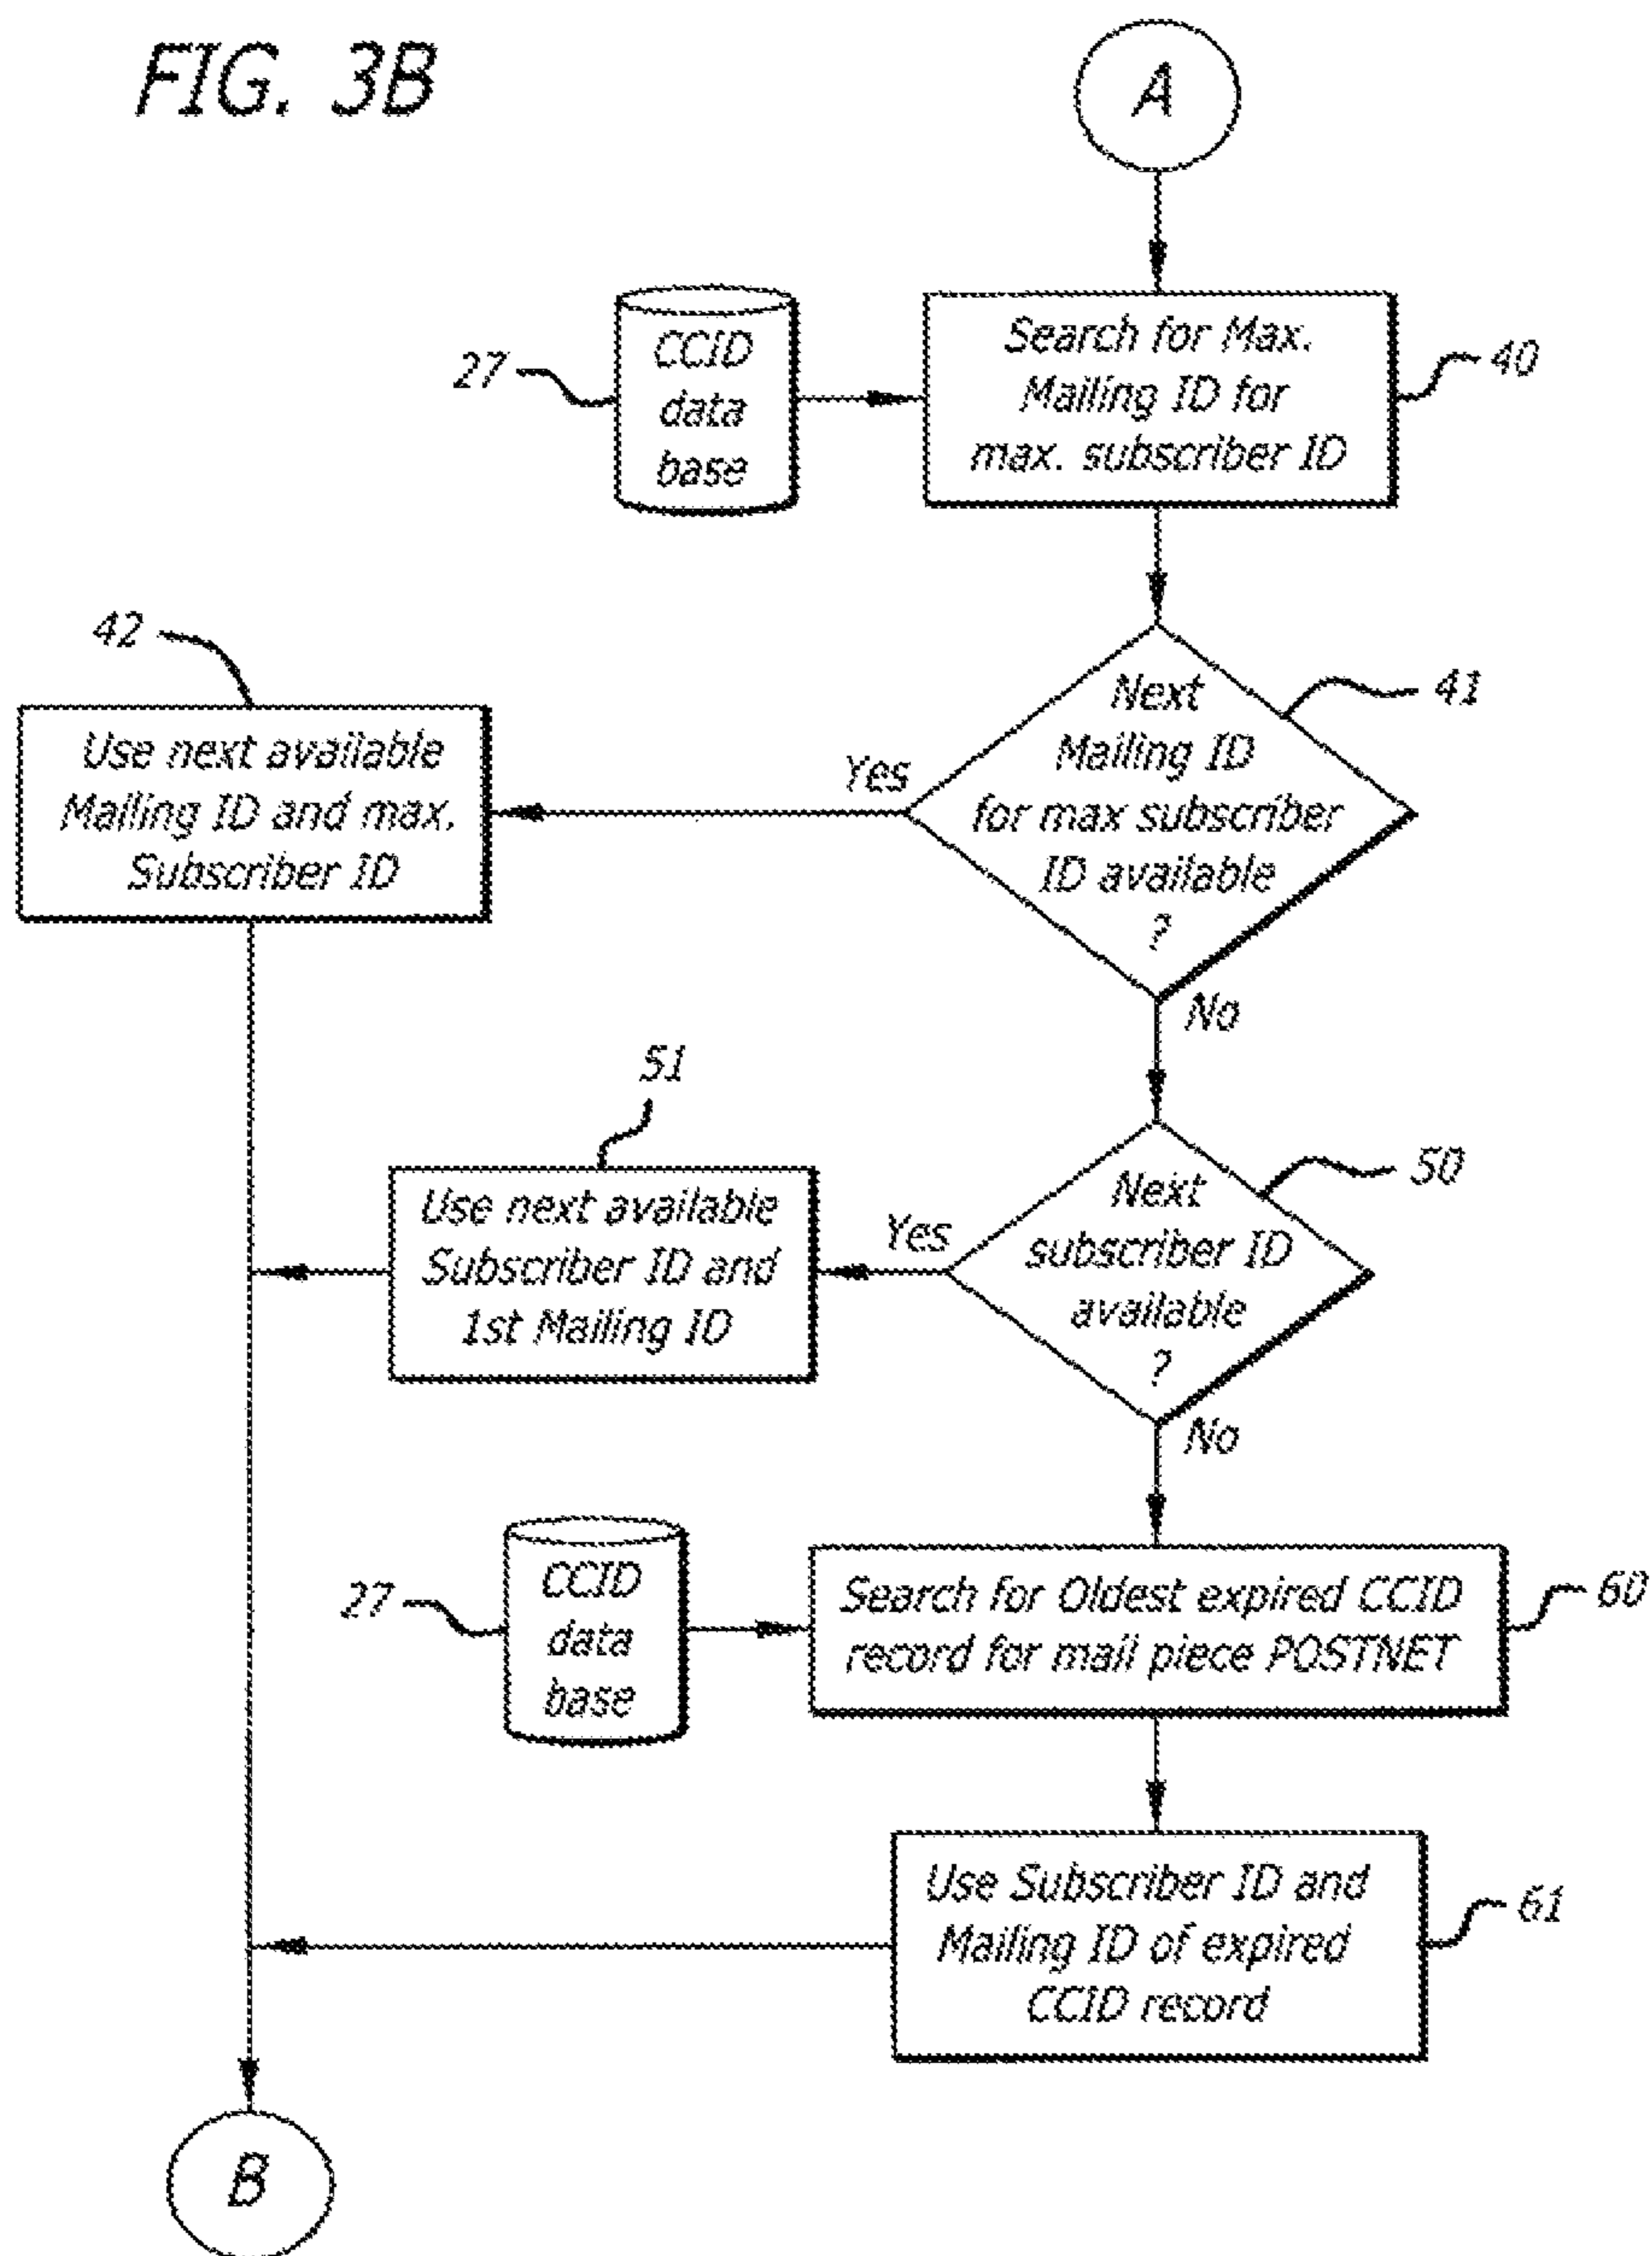 FIG. 3B
A
CCID
data
base
27
Search for Max.
Mailing ID for
max. subscriber ID
40
Next
Mailing ID
for max subscriber
ID available
?
41
Yes
No
42
Use next available
Mailing ID and max.
Subscriber ID
Next
subscriber ID
available
?
50
Yes
No
51
Use next available
Subscriber ID and
1st Mailing ID
CCID
data
base
27
Search for Oldest expired CCID
record for mail piece POSTNET
60
Use Subscriber ID and
Mailing ID of expired
CCID record
61
B